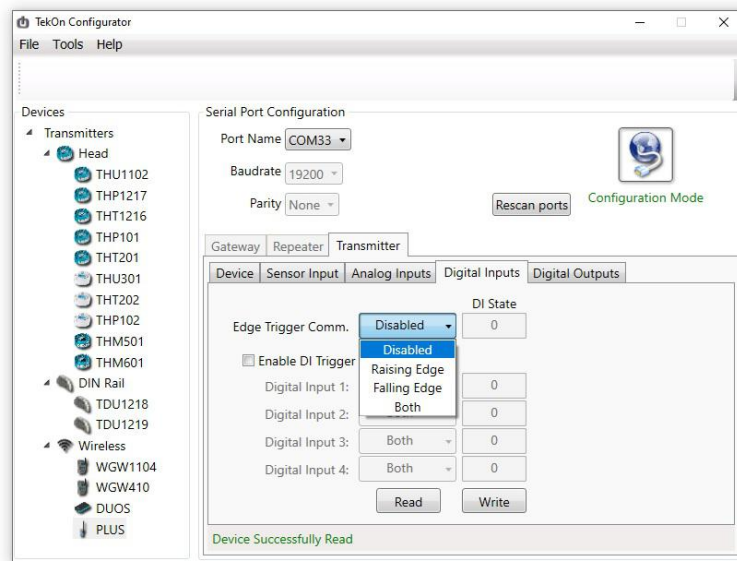 TekOn Configurator
File Tools Help
Devices
Transmitters
Head
THU1102
THP1217
THT1216
THP101
THT201
THU301
THT202
THP102
THM501
THM601
DIN Rail
TDU1218
TDU1219
Wireless
WGW1104
WGW410
DUOS
PLUS
Serial Port Configuration
Port Name COM33
Baudrate 19200
Parity None
Rescan ports
Configuration Mode
Gateway Repeater Transmitter
Device Sensor Input Analog Inputs Digital Inputs Digital Outputs
DI State
Edge Trigger Comm. Disabled 0
Disabled
Enable DI Trigger
Raising Edge
Falling Edge
Both
Digital Input 1: 0
Digital Input 2: 0
Digital Input 3: Both 0
Digital Input 4: Both 0
Read Write
Device Successfully Read